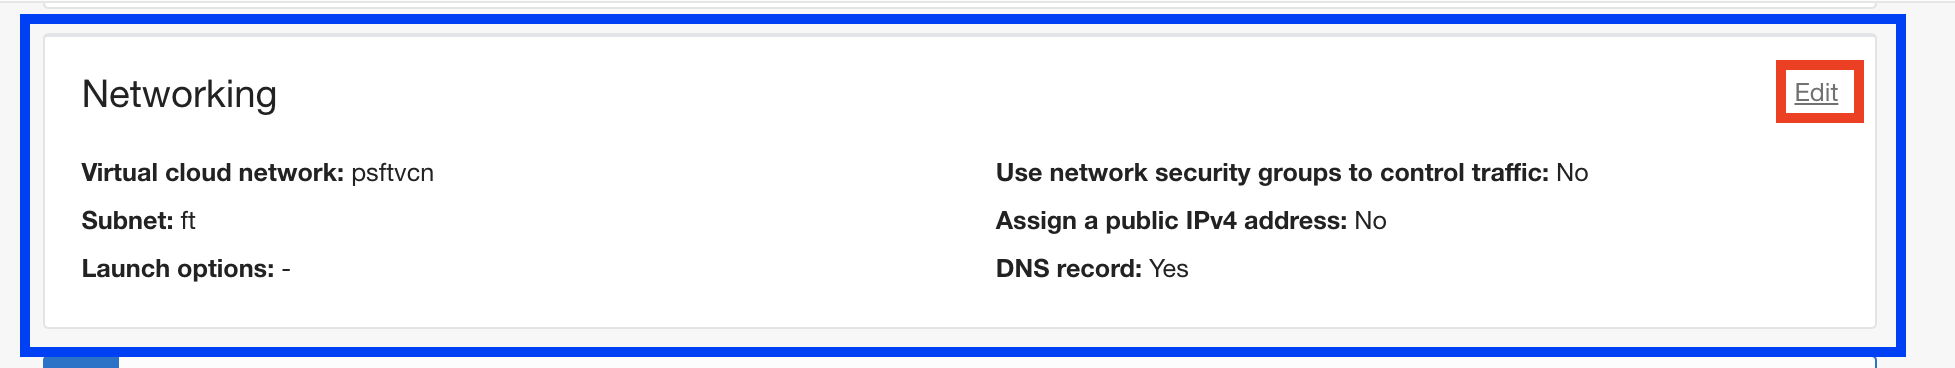 Networking
Edit
Virtual cloud network: psftvcn
Use network security groups to control traffic: No
Subnet: ft
Assign a public IPv4 address: No
Launch options: -
DNS record: Yes